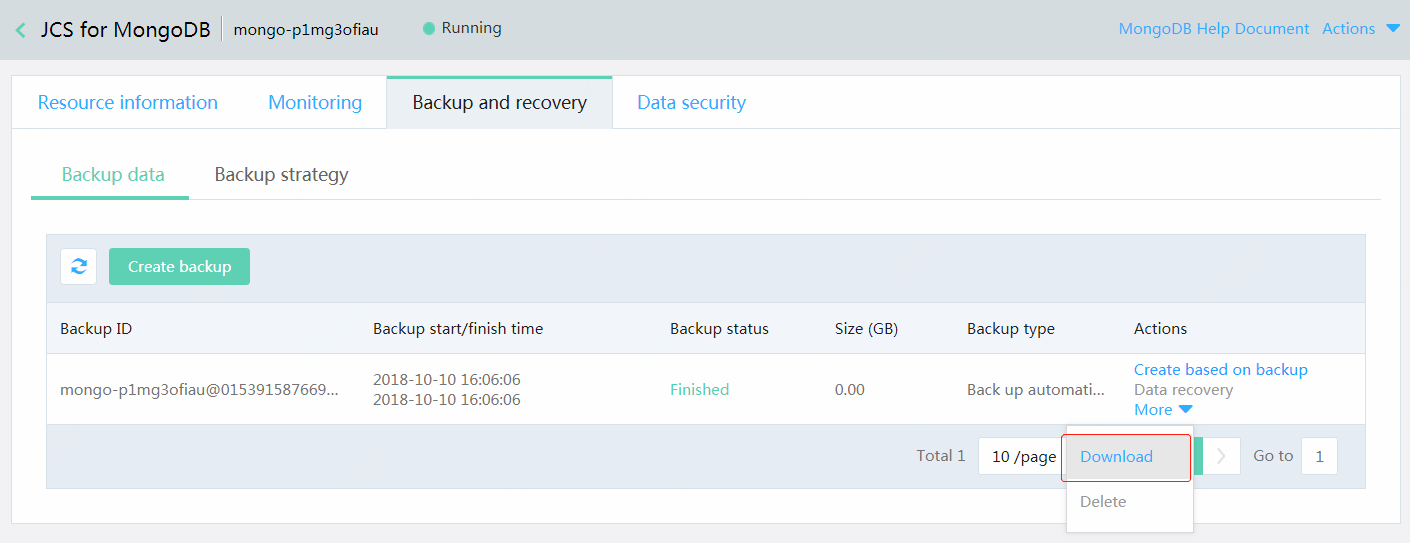 JCS for MongoDB mongo-p1mg3ofiau Running MongoDB Help Document Actions
Resource information Monitoring Backup and recovery Data security
Backup data Backup strategy
Create backup
Backup ID Backup start/finish time Backup status Size (GB) Backup type Actions
mongo-p1mg3ofiau@015391587669... 2018-10-10 16:06:06 Finished 0.00 Back up automati... Create based on backup
2018-10-10 16:06:06 Data recovery
More
Total 1 10 /page Go to 1
Download
Delete